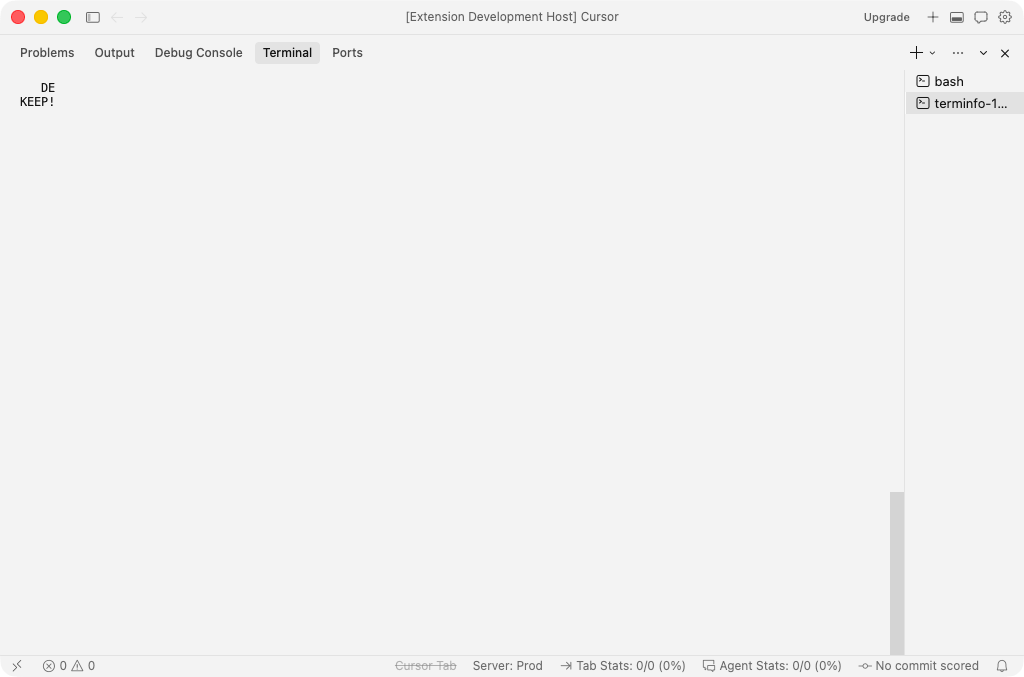 [Extension Development Host] Cursor
Upgrade
Problems Output Debug Console Terminal Ports
   DE
KEEP!
bash
terminfo-1...
0 0
Cursor Tab Server: Prod Tab Stats: 0/0 (0%) Agent Stats: 0/0 (0%) No commit scored